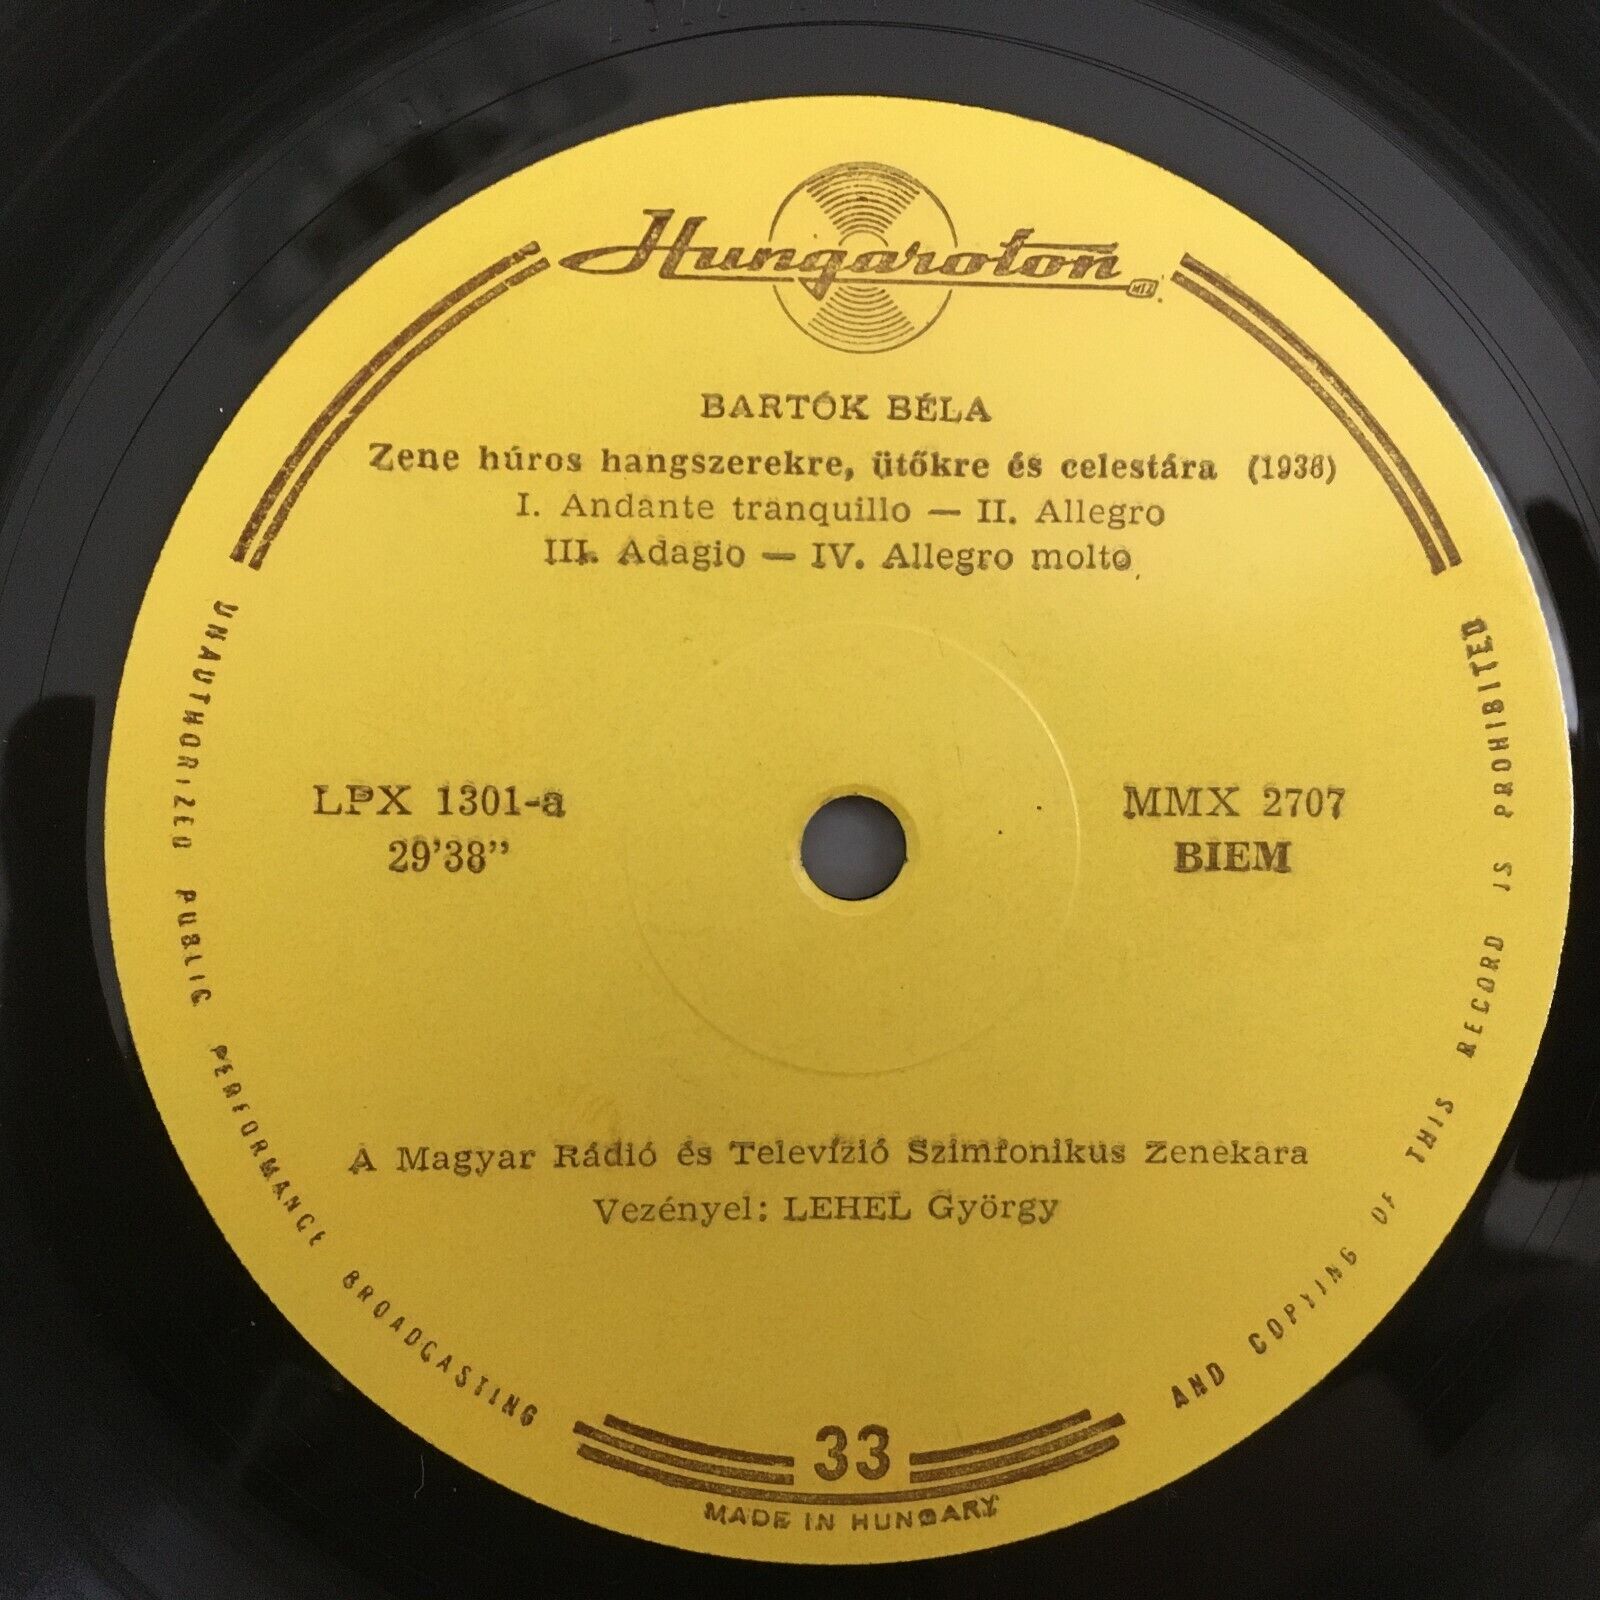 Hungaroton
MHV
BARTÓK BÉLA
Zene húros hangszerekre, ütőkre és celestára (1936)
I. Andante tranquillo — II. Allegro
III. Adagio — IV. Allegro molto
LPX 1301-a
29’38”
MMX 2707
BIEM
A Magyar Rádió és Televízió Szimfonikus Zenekara
Vezényel: LEHEL György
33
MADE IN HUNGARY
UNAUTHORIZED PUBLIC PERFORMANCE BROADCASTING AND COPYING OF THIS RECORD IS PROHIBITED